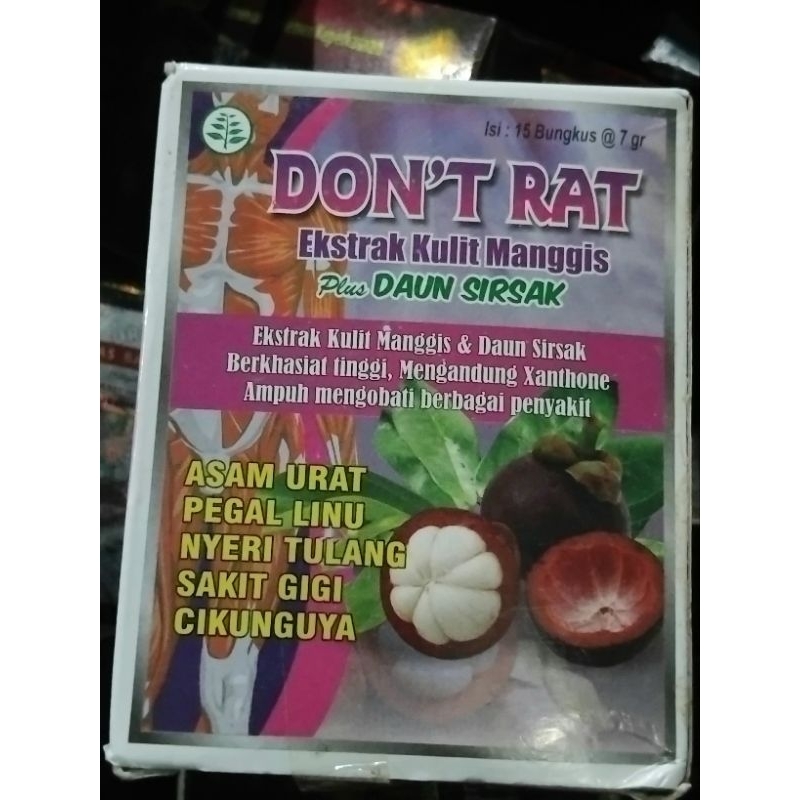 Isi : 15 Bungkus @ 7 gr
DON'T RAT
Ekstrak Kulit Manggis
Plus DAUN SIRSAK
Ekstrak Kulit Manggis & Daun Sirsak
Berkhasiat tinggi, Mengandung Xanthone
Ampuh mengobati berbagai penyakit
ASAM URAT
PEGAL LINU
NYERI TULANG
SAKIT GIGI
CIKUNGUYA